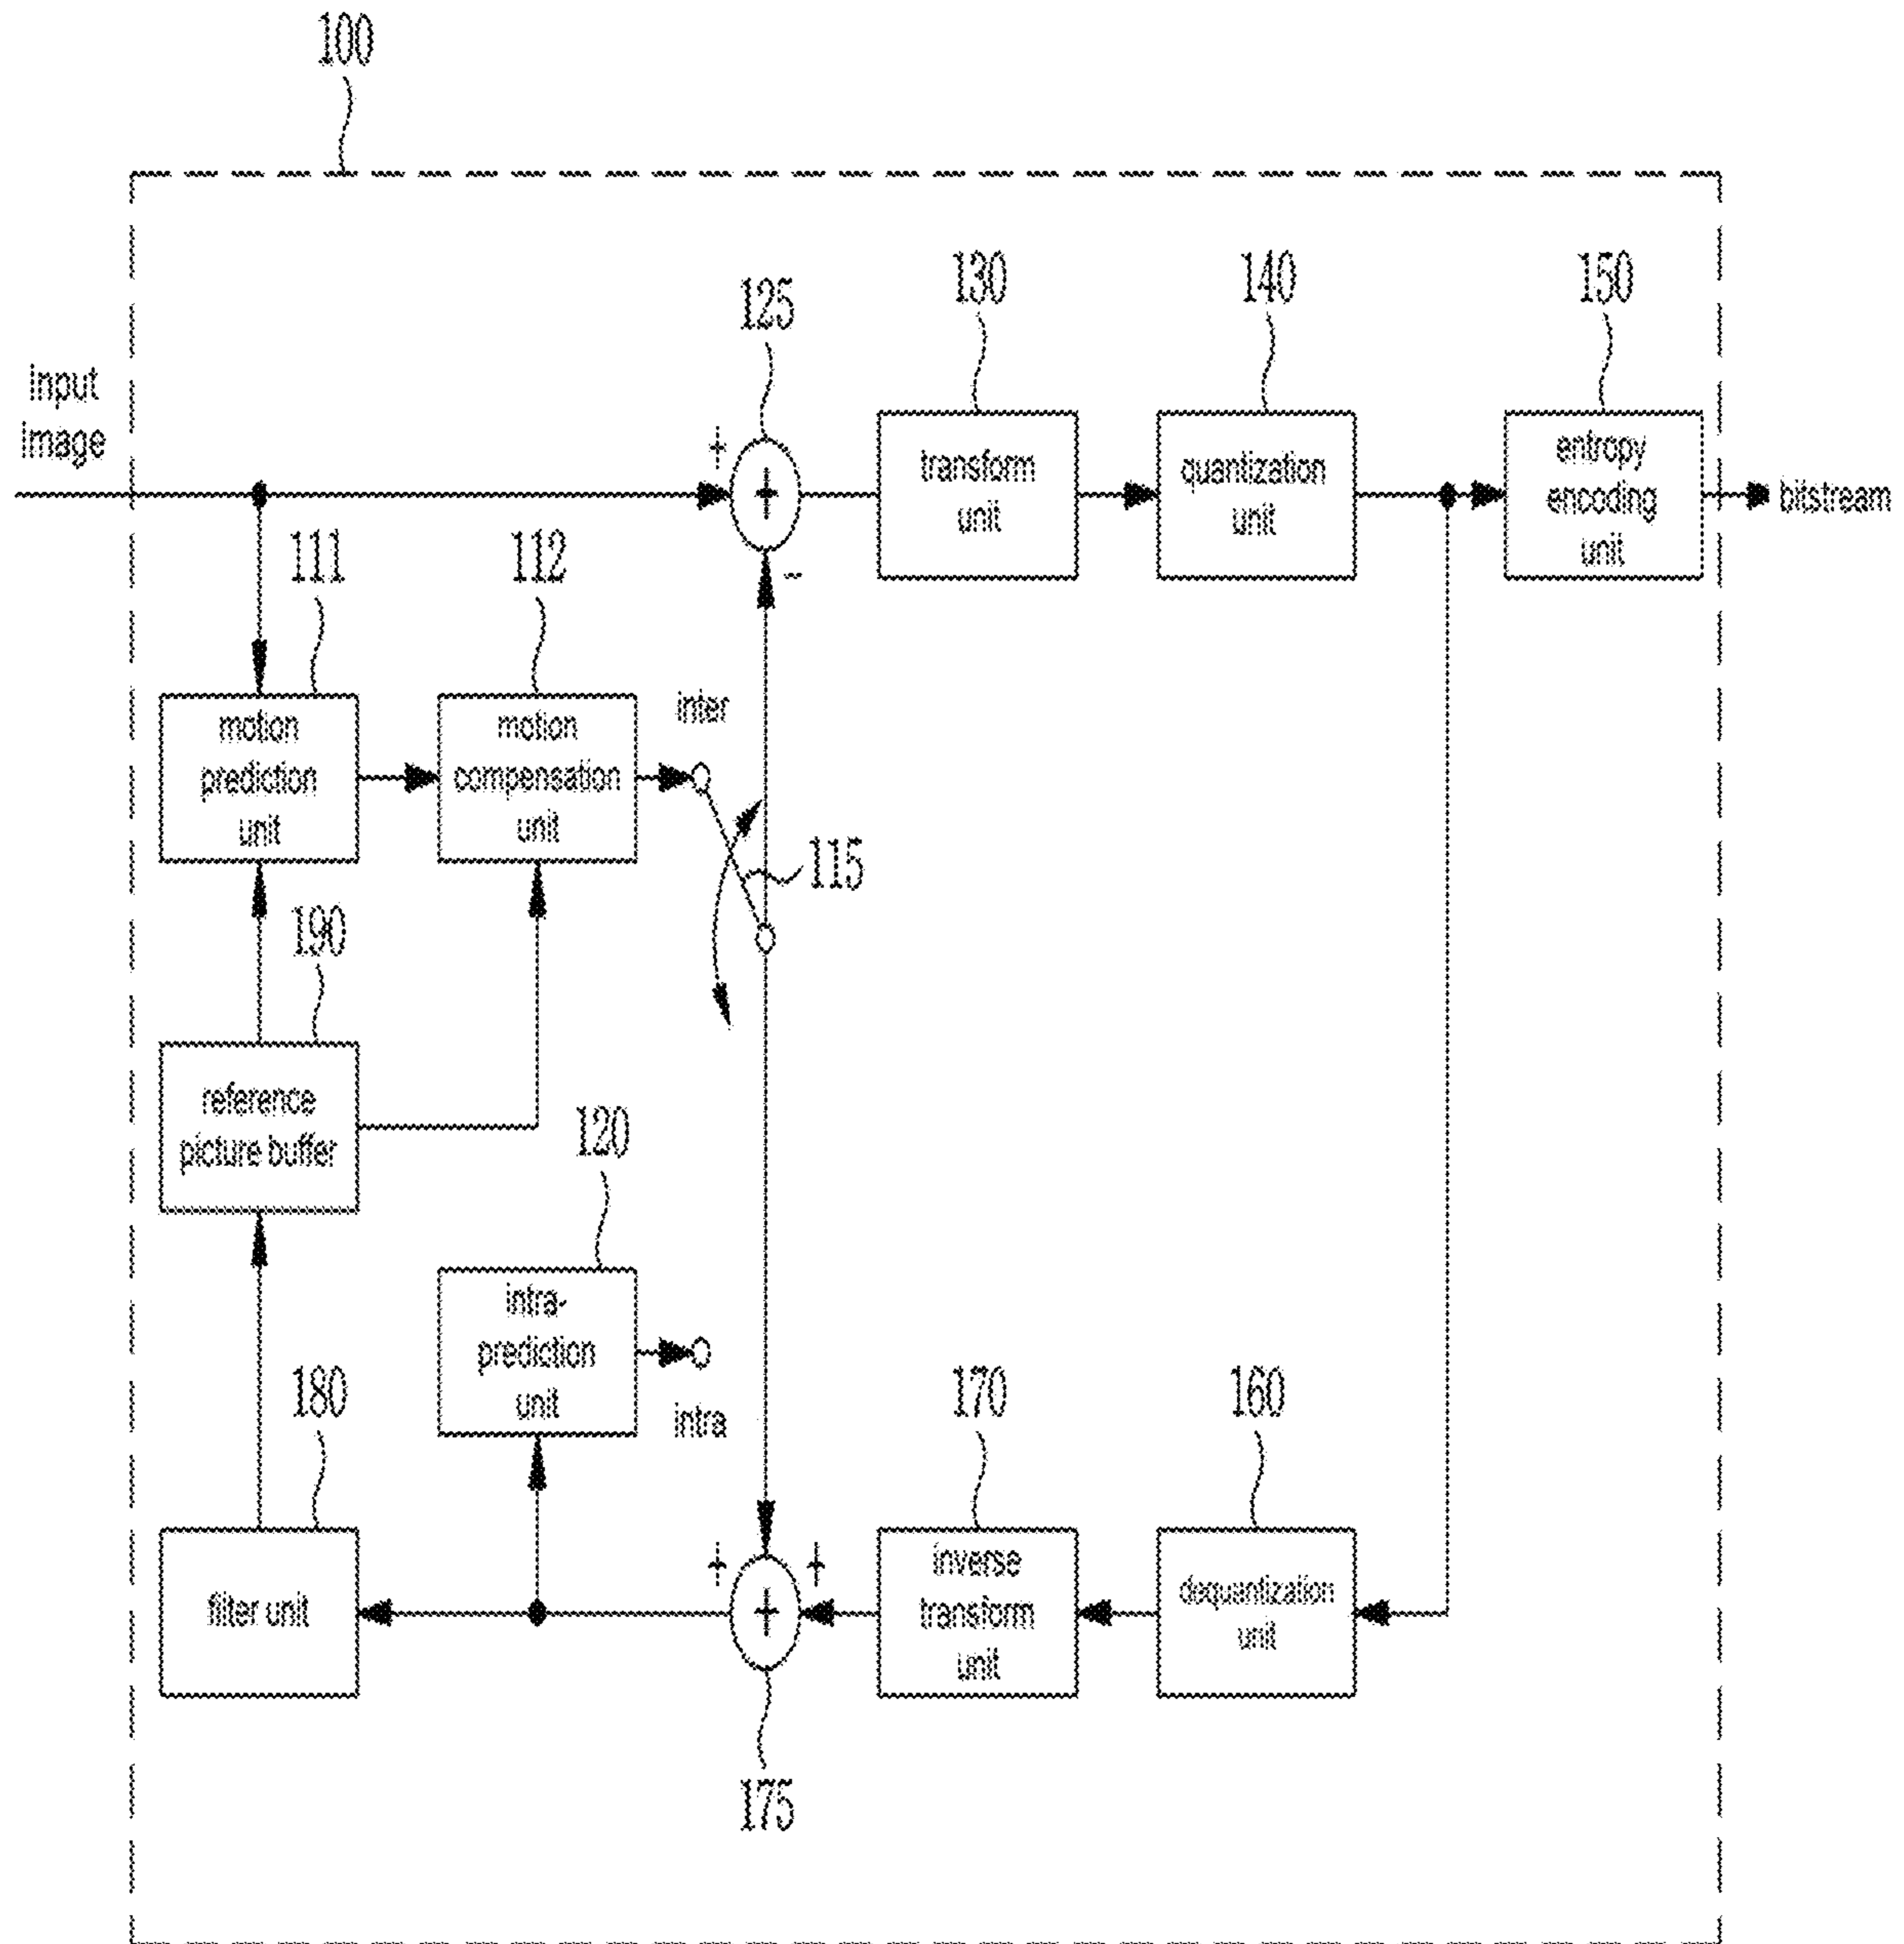 100
125
130
140
150
input
image
+
+
transform
unit
quantization
unit
entropy
encoding
unit
bitstream
-
111
112
motion
prediction
unit
motion
compensation
unit
inter
115
190
reference
picture buffer
120
intra-
prediction
unit
intra
180
170
160
filter unit
+
+
+
inverse
transform
unit
dequantization
unit
175